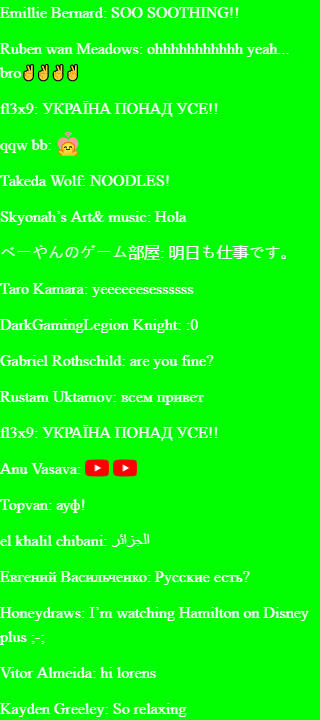 Emillie Bernard: SOO SOOTHING!!
Ruben wan Meadows: ohhhhhhhhhhh yeah...
bro✌✌✌✌
fl3x9: УКРАЇНА ПОНАД УСЕ!!
qqw bb:
Takeda Wolf: NOODLES!
Skyonah's Art& music: Hola
べーやんのゲーム部屋: 明日も仕事です。
Taro Kamara: yeeeeeesessssss
DarkGamingLegion Knight: :0
Gabriel Rothschild: are you fine?
Rustam Uktamov: всем привет
fl3x9: УКРАЇНА ПОНАД УСЕ!!
Anu Vasava:
Topvan: ауф!
el khalil chibani: الجزائر
Евгений Васильченко: Русские есть?
Honeydraws: I'm watching Hamilton on Disney
plus ;-;
Vitor Almeida: hi lorens
Kayden Greeley: So relaxing